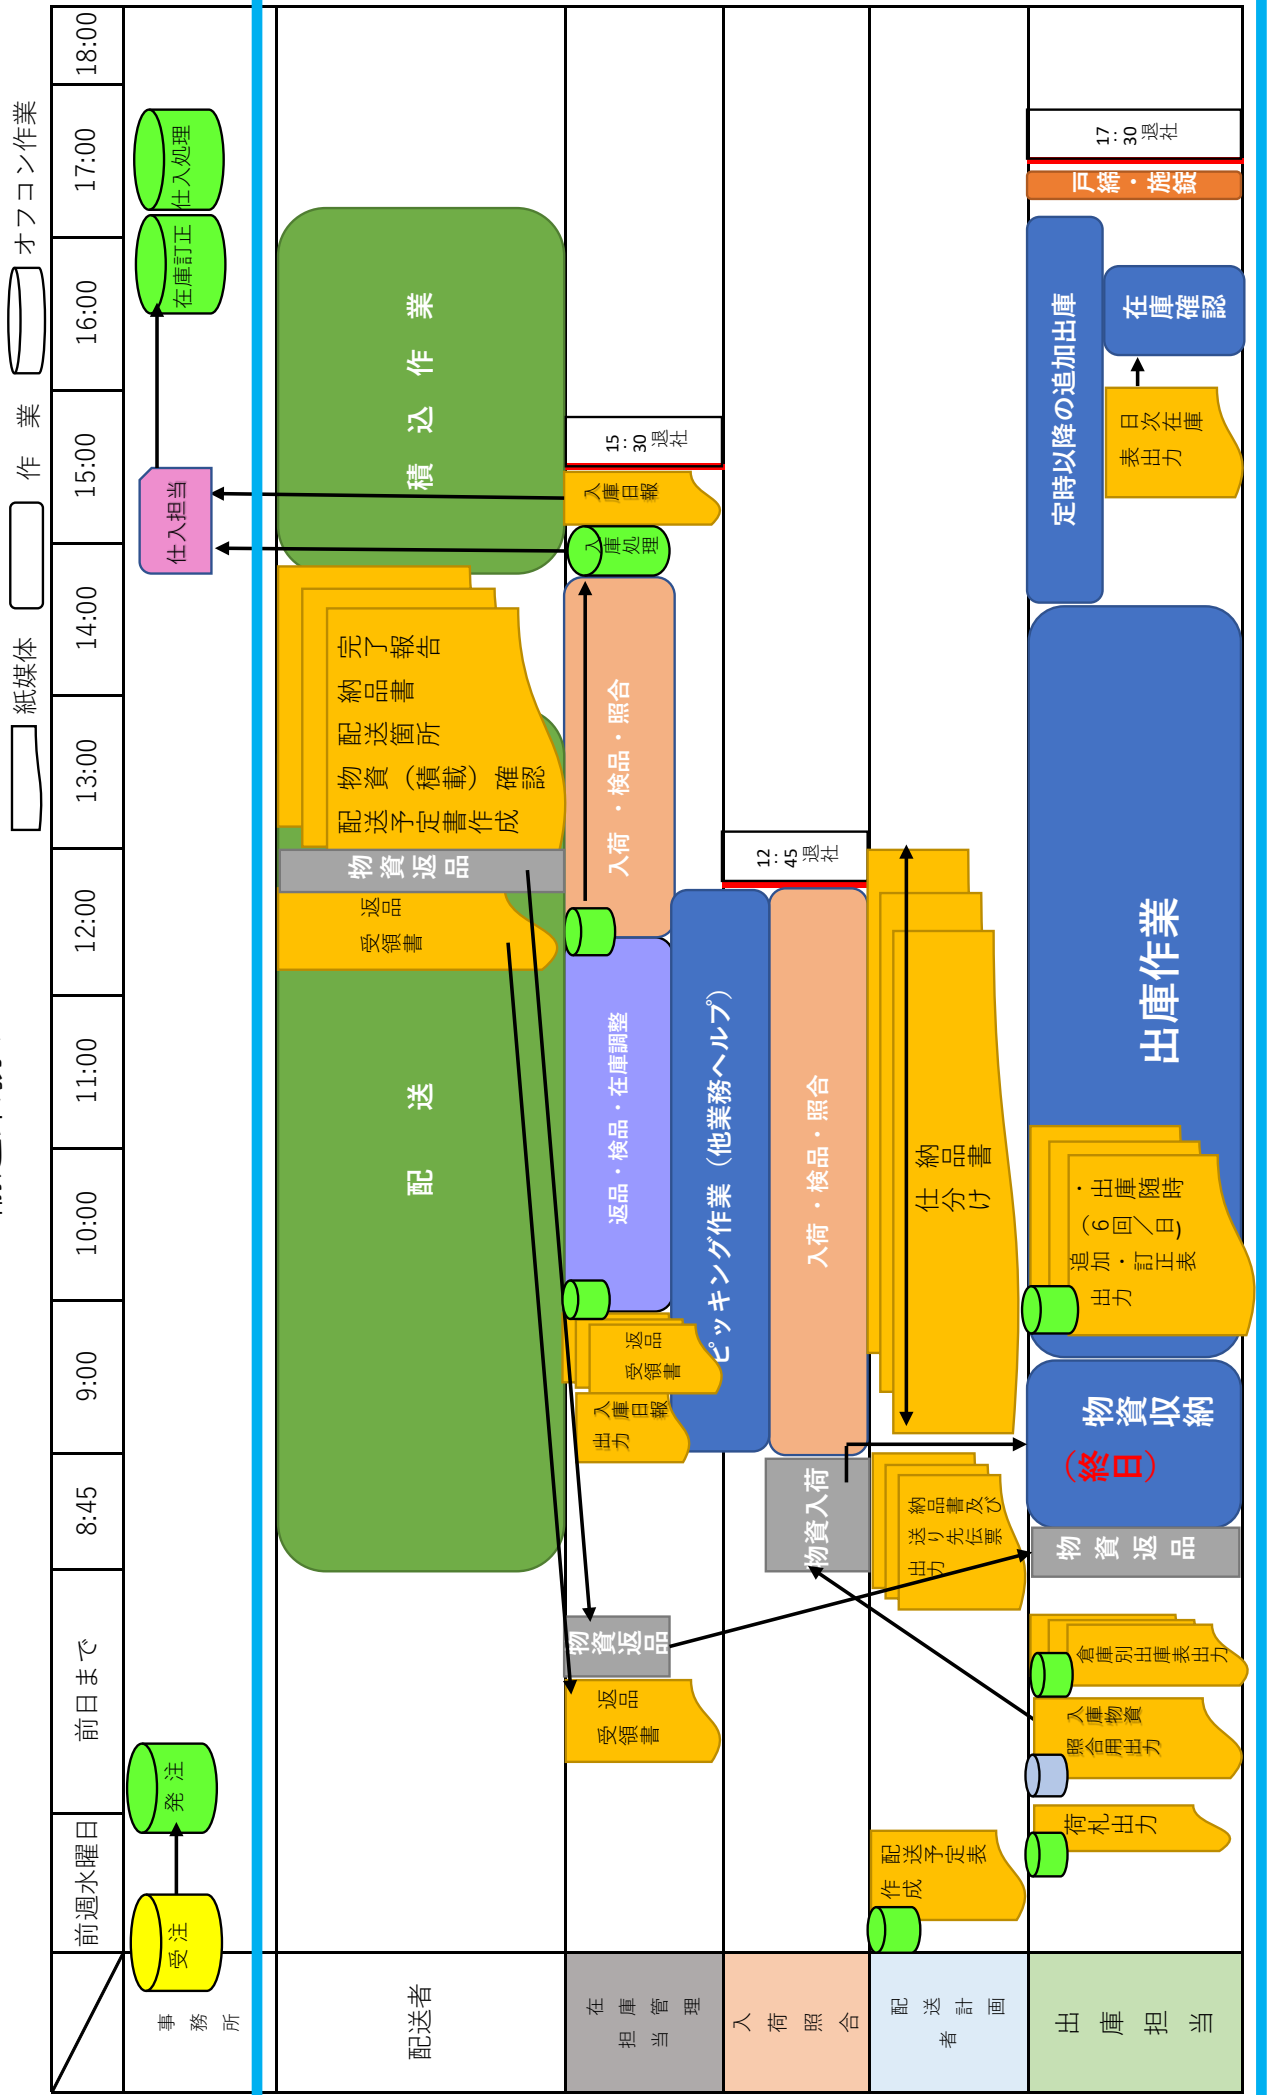 紙媒体
作 業
オフコン作業
前週水曜日
前日まで
8:45
9:00
10:00
11:00
12:00
13:00
14:00
15:00
16:00
17:00
18:00
事務所
受注
発注
仕入担当
在庫訂正
仕入処理
配送者
配 送
返品
受領書
物資返品
完了報告
納品書
配送箇所
物資（積載）確認
配送予定書作成
積 込 作 業
在庫管理
担当
返品
受領書
物資返品
入庫日報
出力
返品
受領書
返品・検品・在庫調整
ピッキング作業（他業務ヘルプ）
入荷 ・検品・照合
入庫処理
入庫日報
15：30退社
入荷照合
物資入荷
入荷 ・検品・照合
12：45退社
配送計画
者
配送予定表
作成
納品書及び
送り先伝票
出力
納品書
仕分け
出庫担当
荷札出力
入庫物資
照合用出力
倉庫別出庫表出力
物資返品
物資収納
（終日）
・出庫随時
（6回／日)
追加・訂正表
出力
出庫作業
定時以降の追加出庫
日次在庫
表出力
在庫確認
戸締・施錠
17：30退社